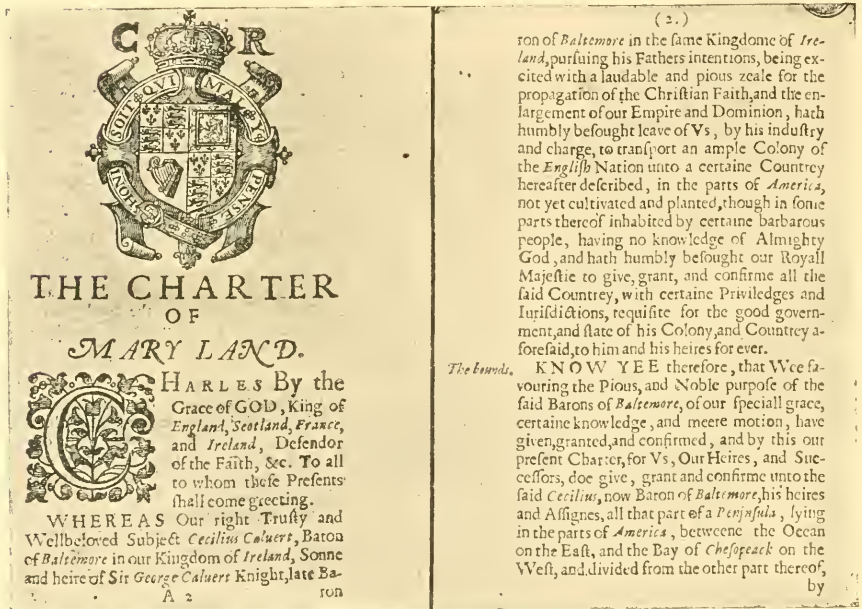 C R
HONI SOIT QVI MAL Y PENSE
THE CHARTER
OF
MARY LAND.
CHARLES By the
Grace of GOD, King of
England, Scotland, France,
and Ireland, Defendor
of the Faith, &c. To all
to whom theſe Preſents
ſhall come greeting.
WHEREAS Our right Truſty and
Wellbeloved Subject Cecilius Caluert, Baron
of Baltemore in our Kingdom of Ireland, Sonne
and heire of Sir George Caluert Knight, late Ba-
A 2 ron
(2.)
ron of Baltemore in the ſame Kingdome of Ire-
land, purſuing his Fathers intentions, being ex-
cited with a laudable and pious zeale for the
propagation of the Chriſtian Faith, and the en-
largement of our Empire and Dominion, hath
humbly beſought leave of Vs, by his induſtry
and charge, to tranſport an ample Colony of
the Engliſh Nation unto a certaine Countrey
hereafter deſcribed, in the parts of America,
not yet cultivated and planted, though in ſome
parts thereof inhabited by certaine barbarous
people, having no knowledge of Almighty
God, and hath humbly beſought our Royall
Majeſtie to give, grant, and confirme all the
ſaid Countrey, with certaine Priviledges and
Iuriſdictions, requiſite for the good govern-
ment, and ſtate of his Colony, and Countrey a-
foreſaid, to him and his heires for ever.
The bounds. KNOW YEE therefore, that Wee fa-
vouring the Pious, and Noble purpoſe of the
ſaid Barons of Baltemore, of our ſpeciall grace,
certaine knowledge, and meere motion, have
given, granted, and confirmed, and by this our
preſent Charter, for Vs, Our Heires, and Suc-
ceſſors, doe give, grant and confirme unto the
ſaid Cecilius, now Baron of Baltemore, his heires
and Aſſignes, all that part of a Peninſula, lying
in the parts of America, betweene the Ocean
on the Eaſt, and the Bay of Cheſopeack on the
Weſt, and divided from the other part thereof,
by